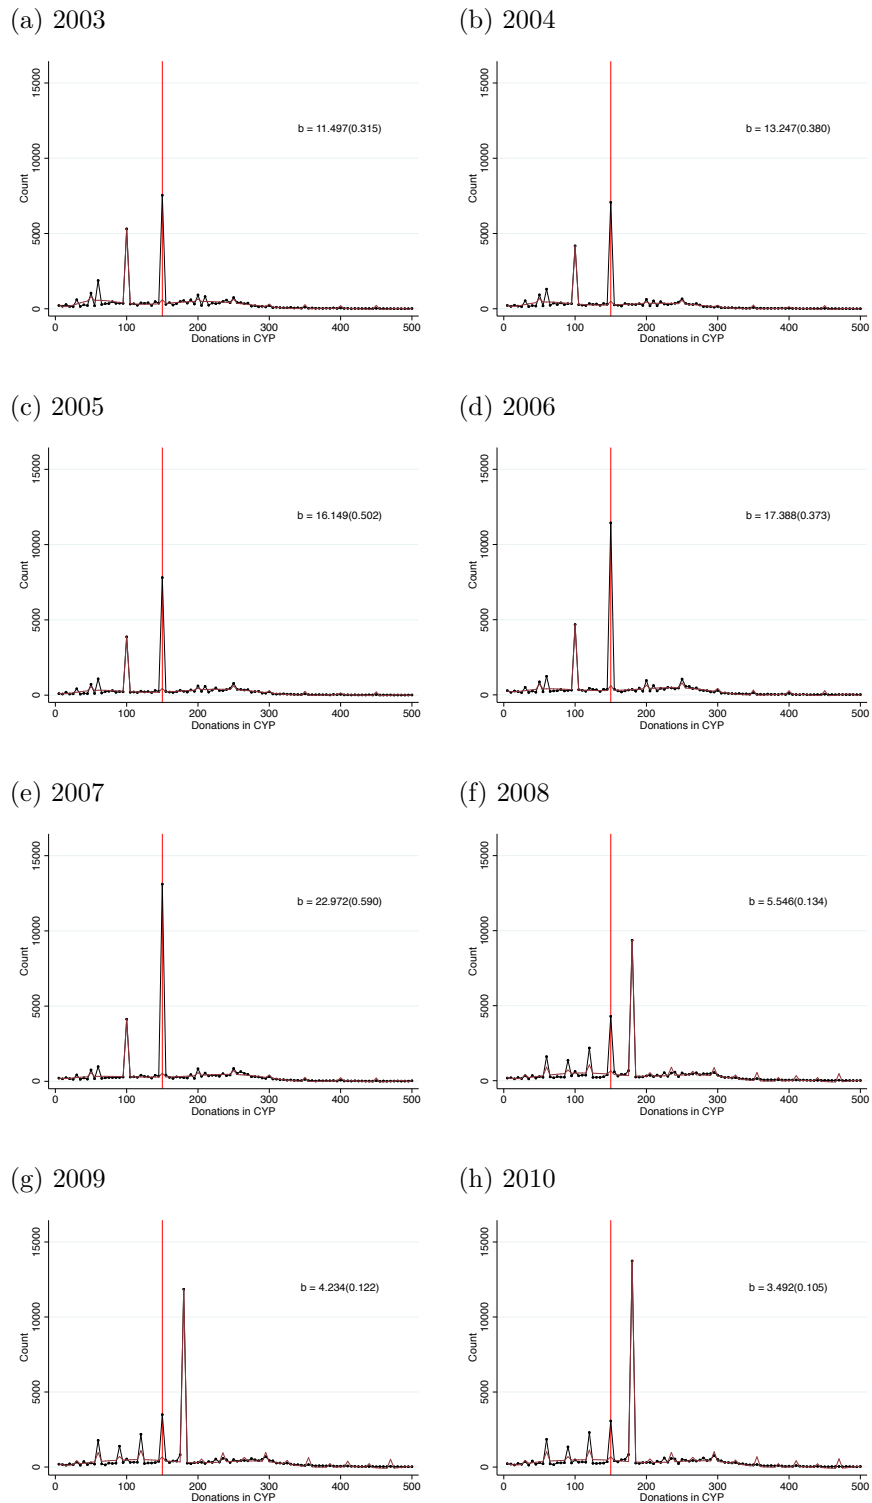 (a) 2003
15000
10000
5000
0
Count
b = 11.497(0.315)
0 100 200 300 400 500
Donations in CYP
(b) 2004
15000
10000
5000
0
Count
b = 13.247(0.380)
0 100 200 300 400 500
Donations in CYP
(c) 2005
15000
10000
5000
0
Count
b = 16.149(0.502)
0 100 200 300 400 500
Donations in CYP
(d) 2006
15000
10000
5000
0
Count
b = 17.388(0.373)
0 100 200 300 400 500
Donations in CYP
(e) 2007
15000
10000
5000
0
Count
b = 22.972(0.590)
0 100 200 300 400 500
Donations in CYP
(f) 2008
15000
10000
5000
0
Count
b = 5.546(0.134)
0 100 200 300 400 500
Donations in CYP
(g) 2009
15000
10000
5000
0
Count
b = 4.234(0.122)
0 100 200 300 400 500
Donations in CYP
(h) 2010
15000
10000
5000
0
Count
b = 3.492(0.105)
0 100 200 300 400 500
Donations in CYP